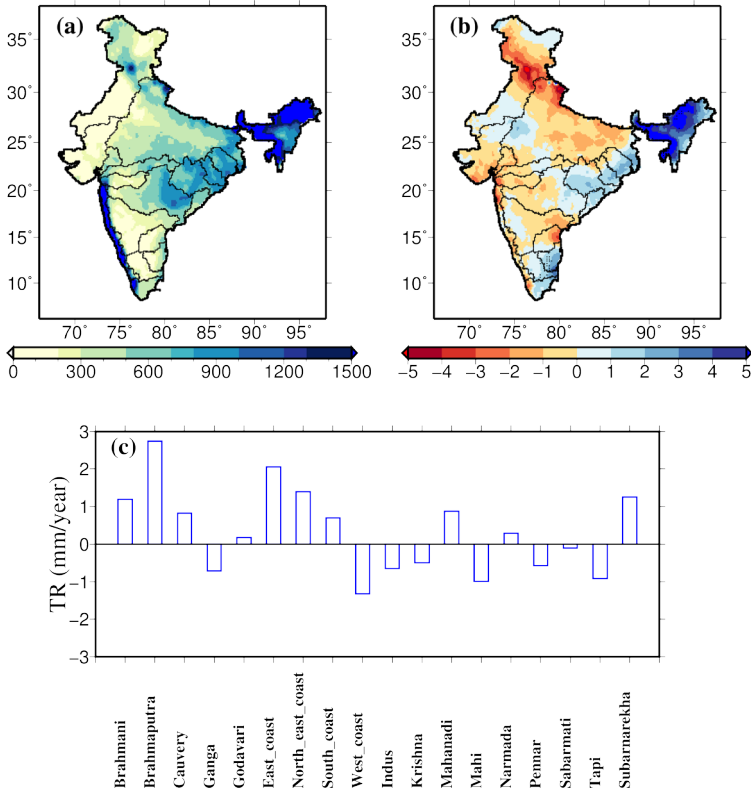 (a)
35°
30°
25°
20°
15°
10°
70° 75° 80° 85° 90° 95°
0 300 600 900 1200 1500
(b)
35°
30°
25°
20°
15°
10°
70° 75° 80° 85° 90° 95°
−5 −4 −3 −2 −1 0 1 2 3 4 5
(c)
TR (mm/year)
3
2
1
0
−1
−2
−3
Brahmani
Brahmaputra
Cauvery
Ganga
Godavari
East_coast
North_east_coast
South_coast
West_coast
Indus
Krishna
Mahanadi
Mahi
Narmada
Pennar
Sabarmati
Tapi
Subarnarekha